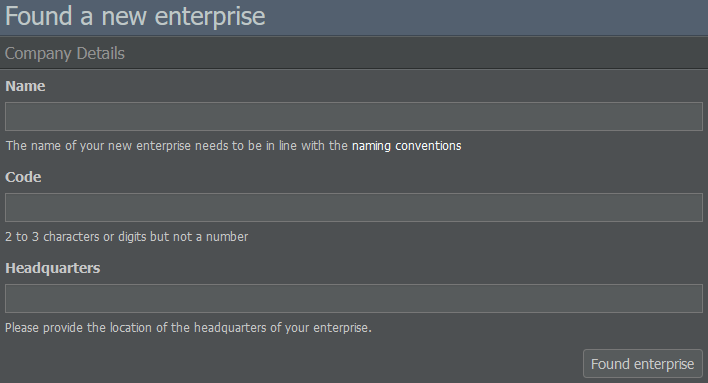 Found a new enterprise
Company Details
Name
The name of your new enterprise needs to be in line with the naming conventions
Code
2 to 3 characters or digits but not a number
Headquarters
Please provide the location of the headquarters of your enterprise.
Found enterprise